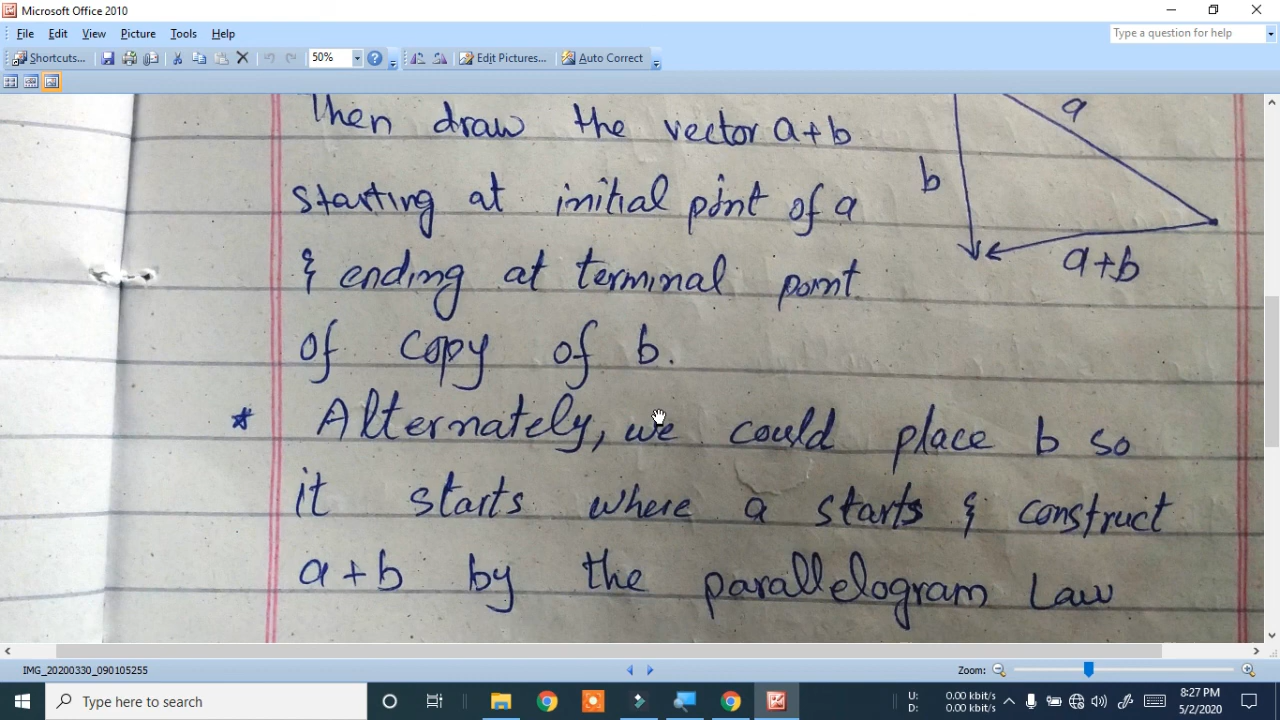 Microsoft Office 2010
File Edit View Picture Tools Help
Type a question for help
Shortcuts...
50%
Edit Pictures...
Auto Correct
Then draw the vector a+b
starting at initial point of a
& ending at terminal point
of copy of b.
* Alternately, we could place b so
it starts where a starts & construct
a+b by the parallelogram Law
a
b
a+b
IMG_20200330_090105255
Zoom:
Type here to search
U: 0.00 kbit/s
D: 0.00 kbit/s
8:27 PM
5/2/2020